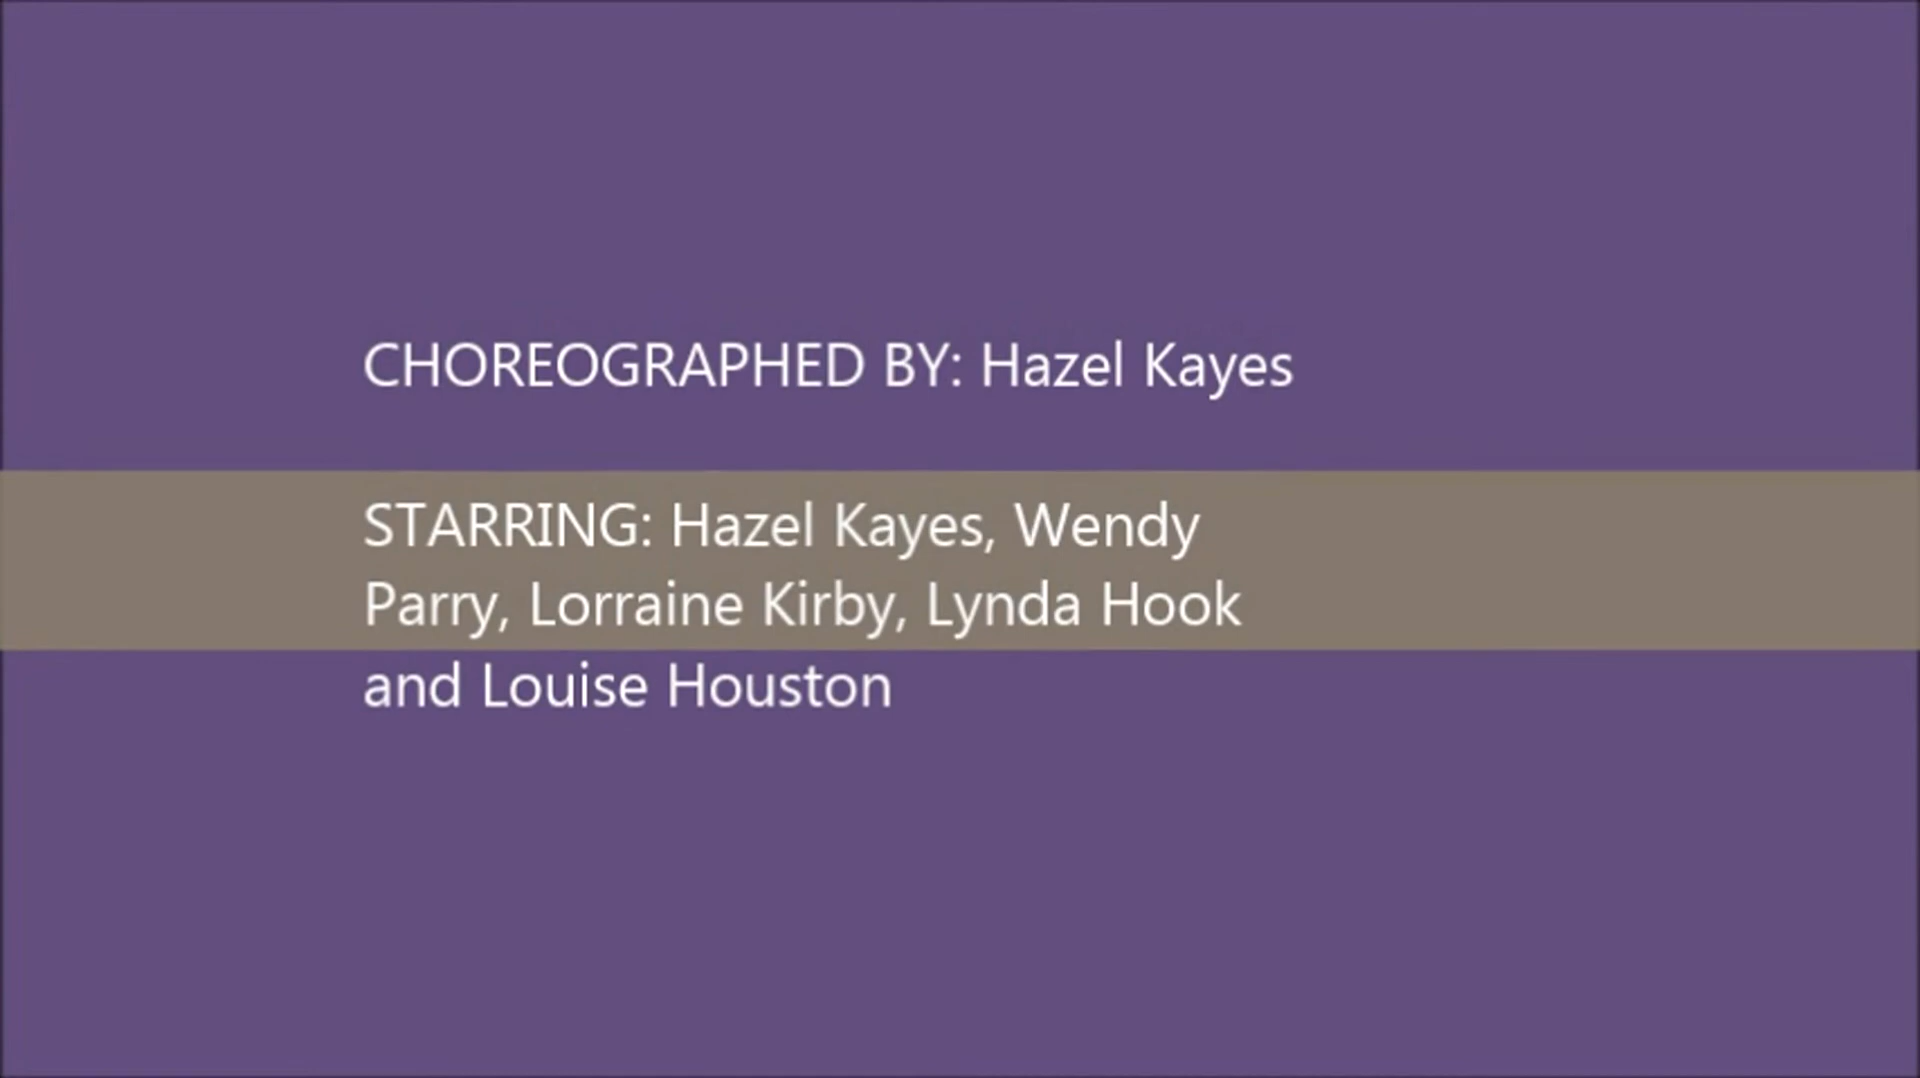 CHOREOGRAPHED BY: Hazel Kayes
STARRING: Hazel Kayes, Wendy
Parry, Lorraine Kirby, Lynda Hook
and Louise Houston